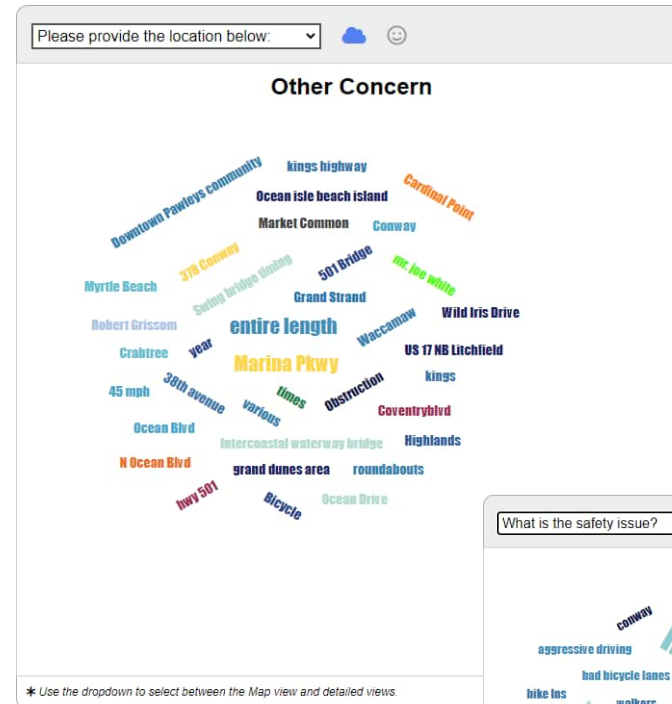 Please provide the location below:
Other Concern
Downtown Pawleys community
kings highway
Cardinal Point
Ocean isle beach island
Market Common
Conway
378 Conway
Swing bridge timing
501 Bridge
mr. joe white
Myrtle Beach
Grand Strand
Robert Grissom
entire length
Waccamaw
Wild Iris Drive
Crabtree
year
Marina Pkwy
US 17 NB Litchfield
45 mph
38th avenue
times
Obstruction
kings
various
Coventryblvd
Ocean Blvd
Intercoastal waterway bridge
Highlands
N Ocean Blvd
grand dunes area
roundabouts
hwy 501
Bicycle
Ocean Drive
What is the safety issue?
conway
aggressive driving
bad bicycle lanes
bike lns
walkers
* Use the dropdown to select between the Map view and detailed views.